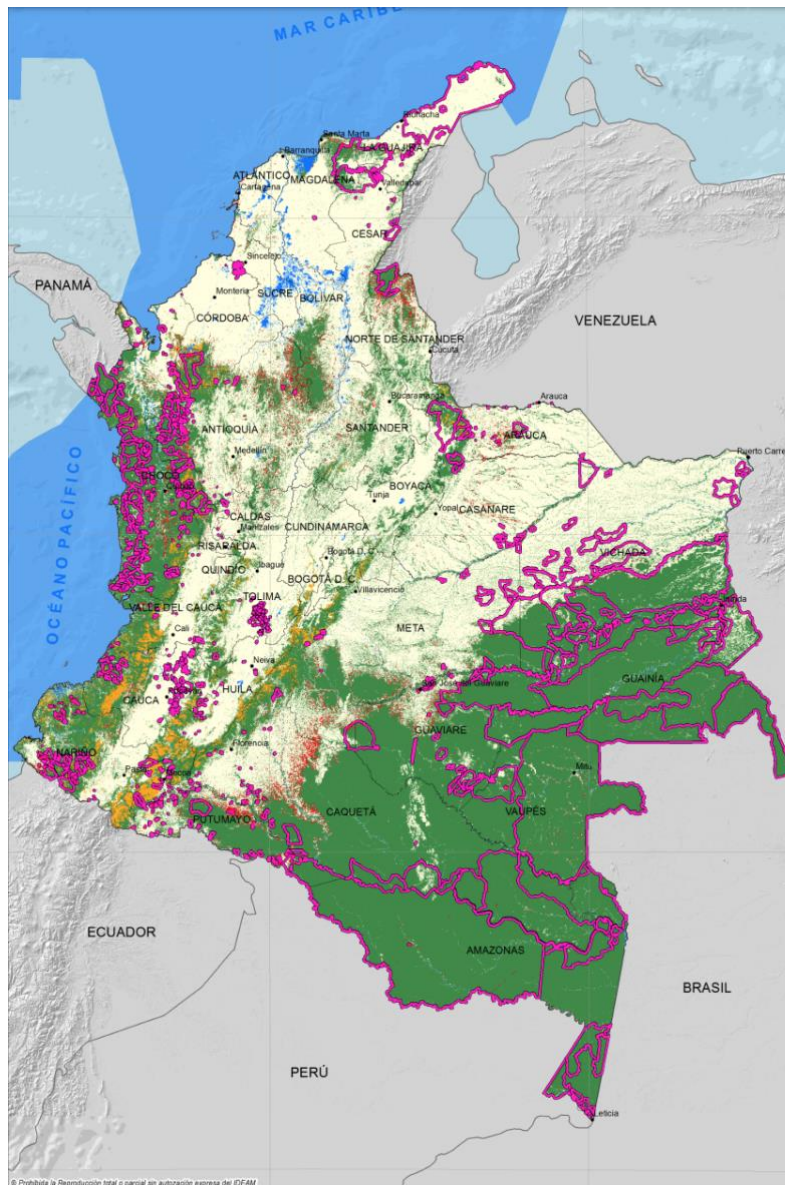 MAR CARIBE
Riohacha
Santa Marta
LA GUAJIRA
Barranquilla
ATLÁNTICO
MAGDALENA
Valledupar
Cartagena
CESAR
Sincelejo
PANAMÁ
Montería
SUCRE
BOLÍVAR
CÓRDOBA
VENEZUELA
NORTE DE SANTANDER
Cúcuta
Bucaramanga
Arauca
ANTIOQUIA
SANTANDER
ARAUCA
Medellín
Puerto Carre
OCÉANO PACÍFICO
CHOCÓ
BOYACÁ
Tunja
Yopal
CASANARE
CALDAS
Manizales
CUNDINAMARCA
RISARALDA
Bogotá D. C.
VICHADA
QUINDÍO
Ibague
BOGOTÁ D. C.
Villavicencio
TOLIMA
VALLE DEL CAUCA
META
Cali
Neiva
GUAINÍA
HUILA
San José del Guaviare
CAUCA
GUAVIARE
Florencia
NARIÑO
Mitu
CAQUETÁ
VAUPÉS
PUTUMAYO
ECUADOR
AMAZONAS
BRASIL
PERÚ
Leticia
© Prohibida la Reproducción total o parcial sin autorización expresa del IDEAM